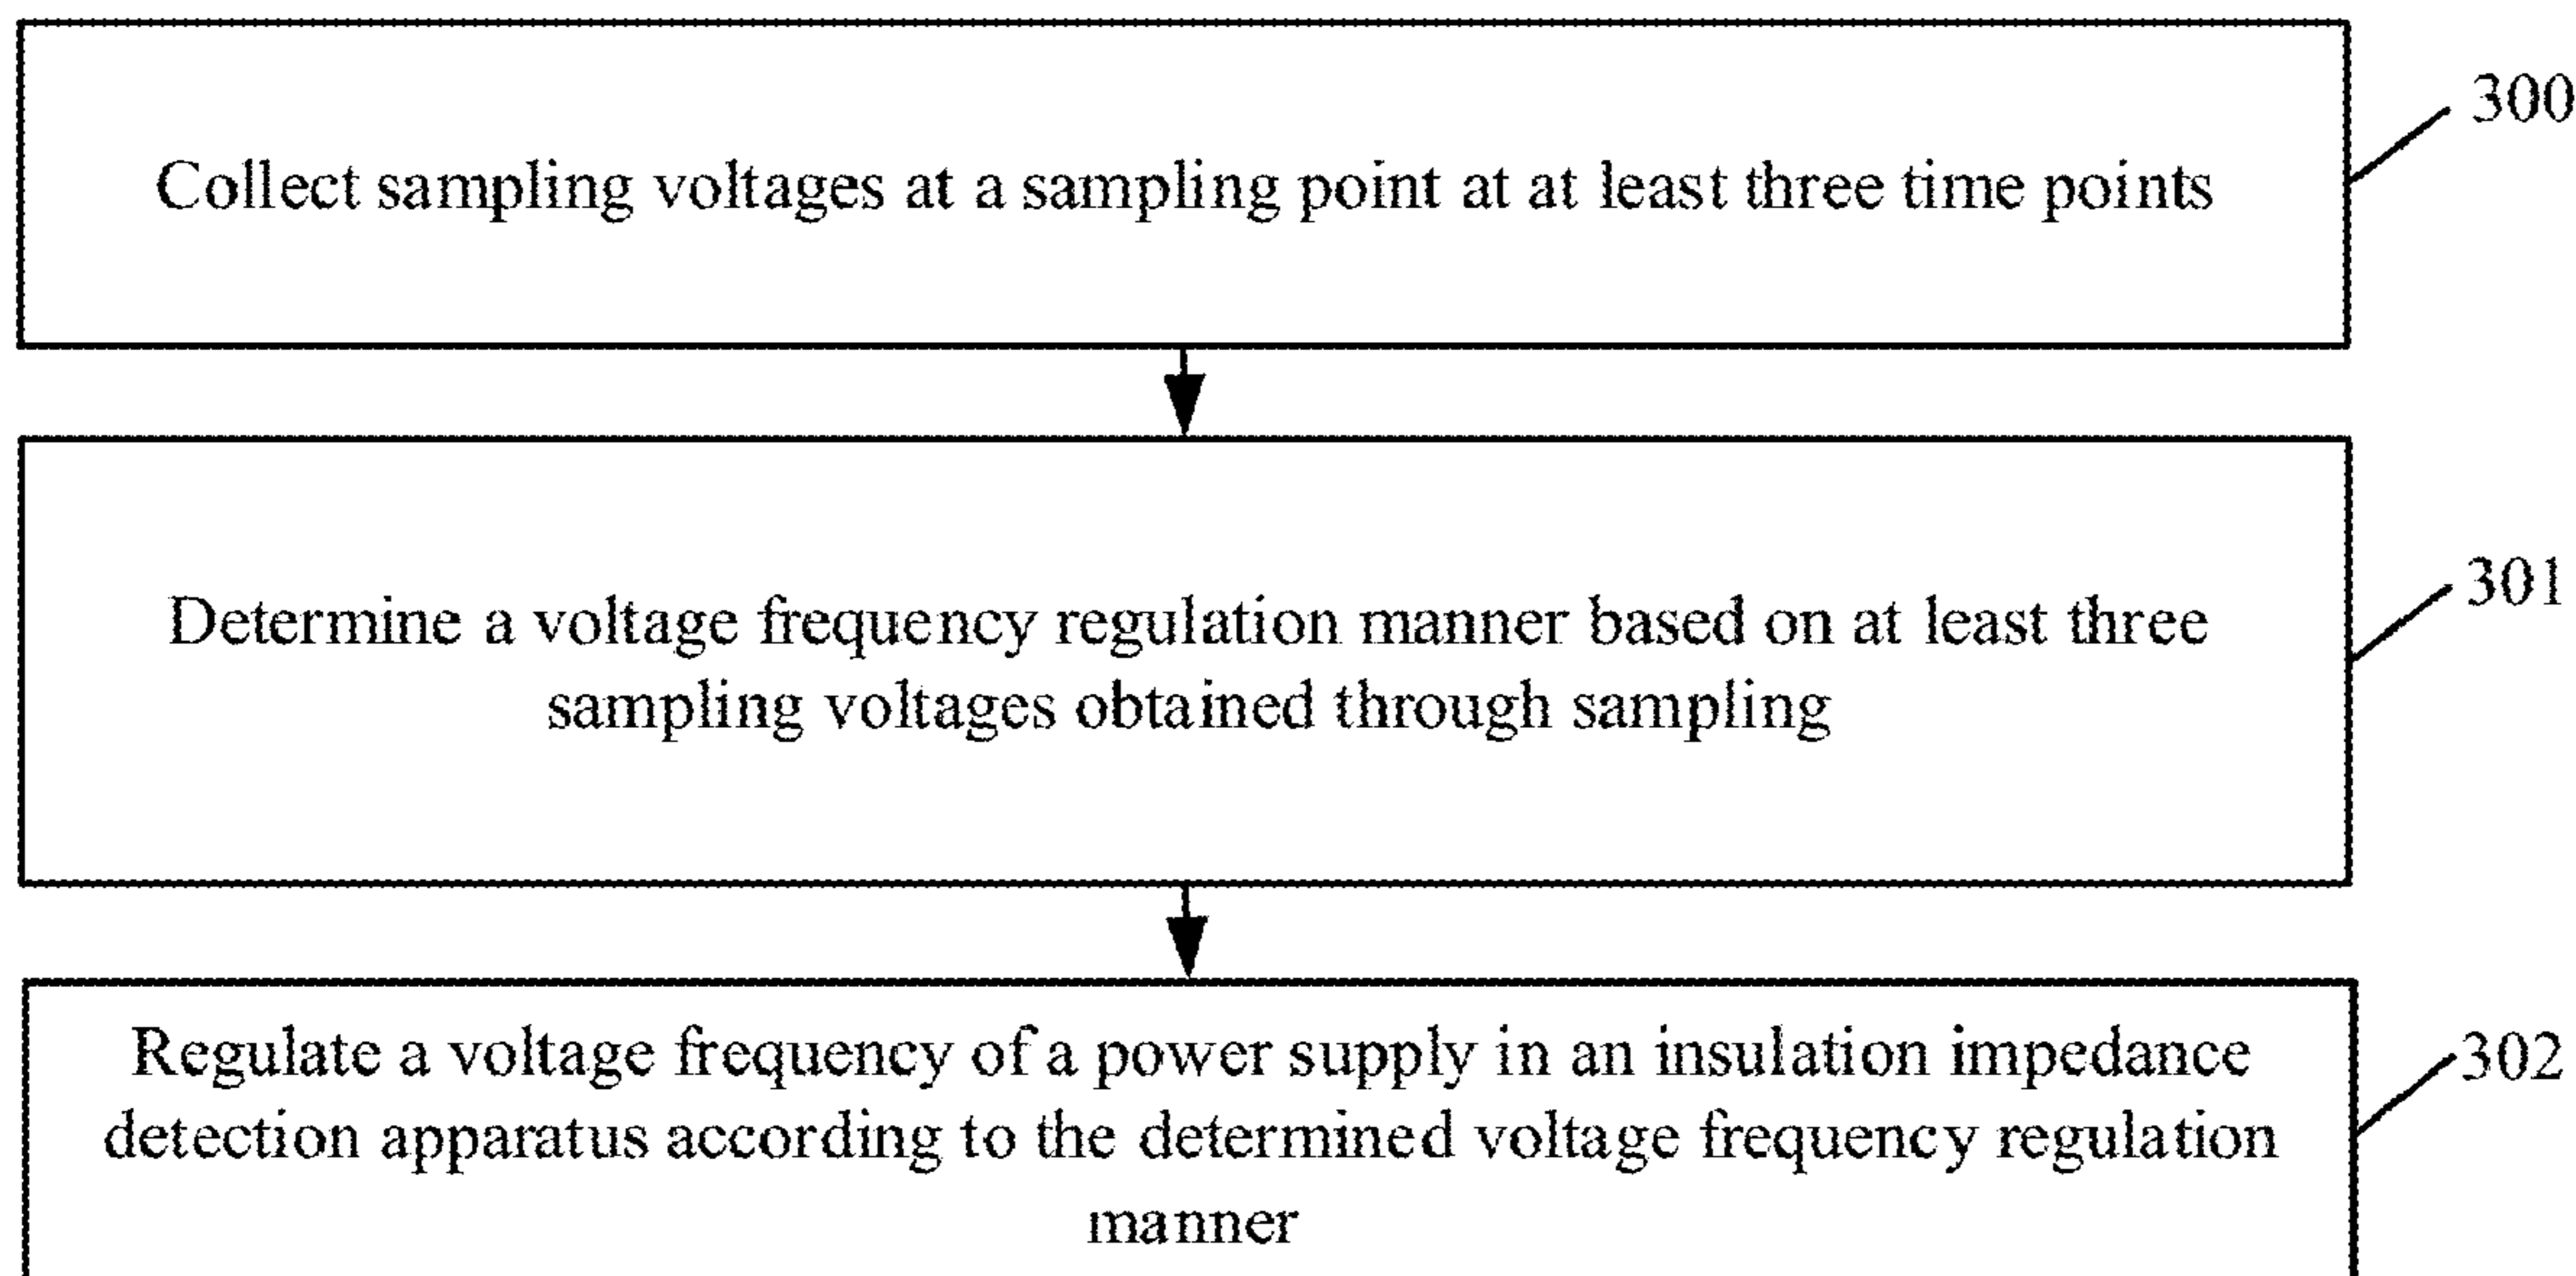 300
Collect sampling voltages at a sampling point at at least three time points
301
Determine a voltage frequency regulation manner based on at least three
sampling voltages obtained through sampling
302
Regulate a voltage frequency of a power supply in an insulation impedance
detection apparatus according to the determined voltage frequency regulation
manner